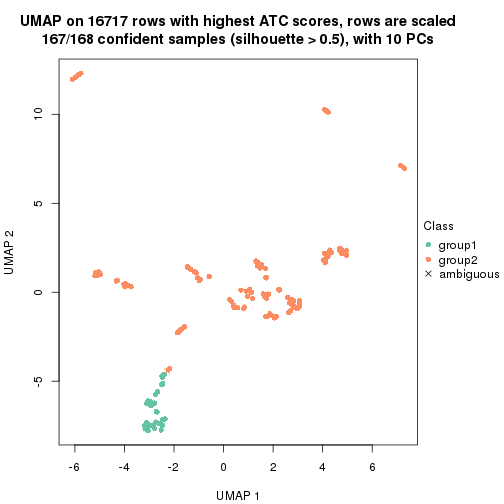 UMAP on 16717 rows with highest ATC scores, rows are scaled
167/168 confident samples (silhouette > 0.5), with 10 PCs
10
5
0
-5
UMAP 2
-6
-4
-2
0
2
4
6
UMAP 1
Class
group1
group2
ambiguous